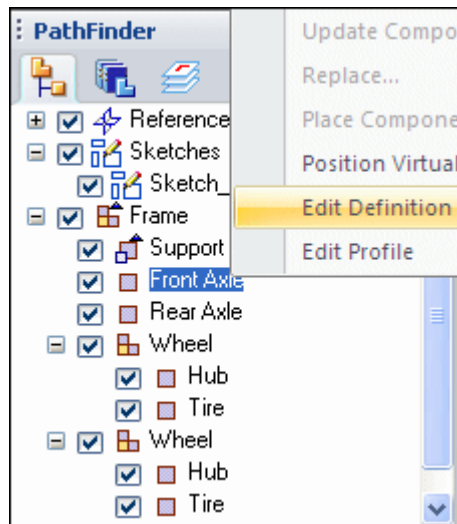 PathFinder
Reference
Sketches
Sketch_
Frame
Support
Front Axle
Rear Axle
Wheel
Hub
Tire
Wheel
Hub
Tire
Update Compo
Replace...
Place Compone
Position Virtual
Edit Definition
Edit Profile